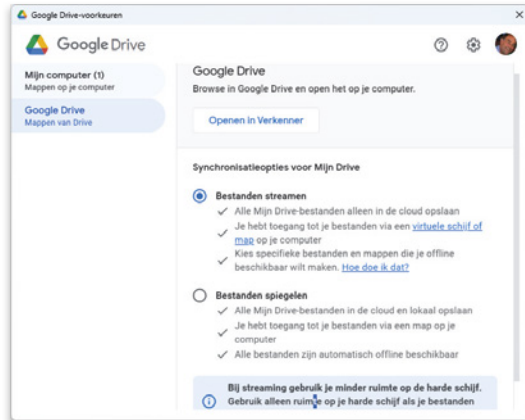 Google Drive-voorkeuren
Google Drive
Mijn computer (1)
Mappen op je computer
Google Drive
Mappen van Drive
Google Drive
Browse in Google Drive en open het op je computer.
Openen in Verkenner
Synchronisatieopties voor Mijn Drive
Bestanden streamen
Alle Mijn Drive-bestanden alleen in de cloud opslaan
Je hebt toegang tot je bestanden via een virtuele schijf of
map op je computer
Kies specifieke bestanden en mappen die je offline
beschikbaar wilt maken. Hoe doe ik dat?
Bestanden spiegelen
Alle Mijn Drive-bestanden in de cloud en lokaal opslaan
Je hebt toegang tot je bestanden via een map op je
computer
Alle bestanden zijn automatisch offline beschikbaar
Bij streaming gebruik je minder ruimte op de harde schijf.
Gebruik alleen ruimte op je harde schijf als je bestanden